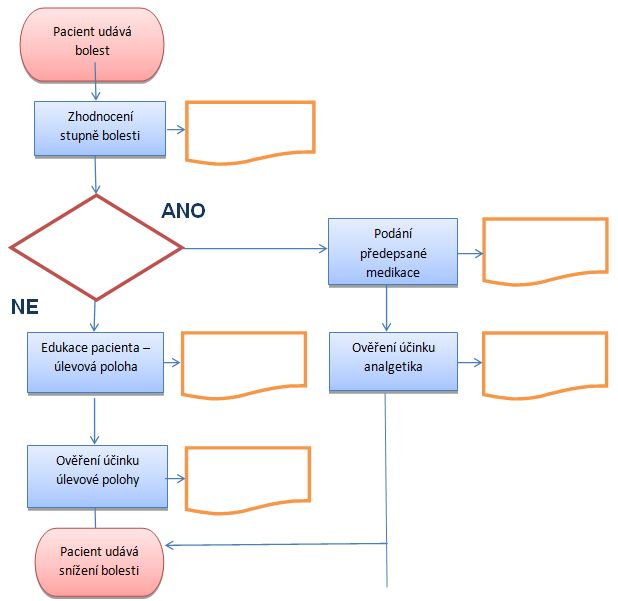 Pacient udává
bolest
Zhodnocení
stupně bolesti
ANO
Podání
předepsané
medikace
NE
Edukace pacienta –
úlevová poloha
Ověření účinku
analgetika
Ověření účinku
úlevové polohy
Pacient udává
snížení bolesti